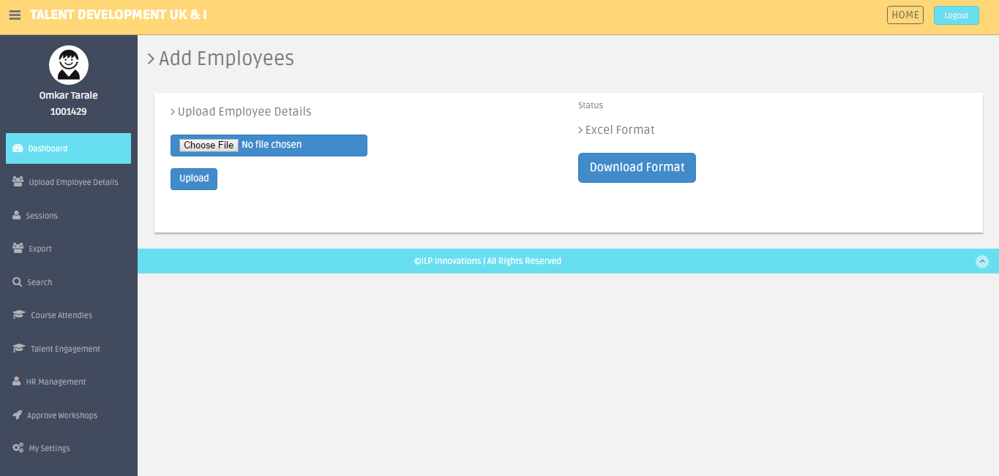 TALENT DEVELOPMENT UK & I
HOME
Logout
Omkar Tarale
1001429
Dashboard
Upload Employee Details
Sessions
Export
Search
Course Attendies
Talent Engagement
HR Management
Approve Workshops
My Settings
Add Employees
Upload Employee Details
Choose File No file chosen
Upload
Status
Excel Format
Download Format
©ILP Innovations | All Rights Reserved